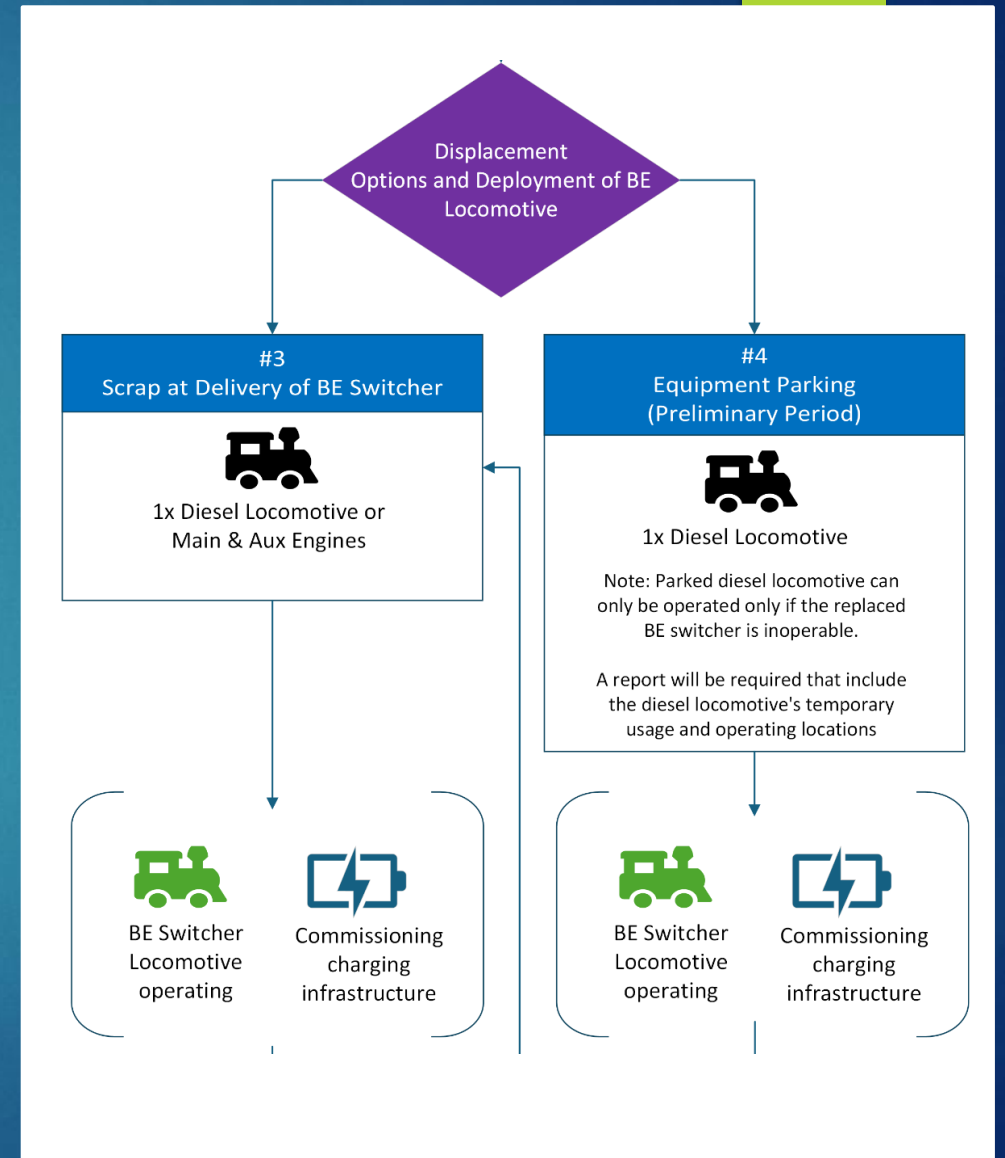 Displacement
Options and Deployment of BE
Locomotive
#3
Scrap at Delivery of BE Switcher
1x Diesel Locomotive or
Main & Aux Engines
#4
Equipment Parking
(Preliminary Period)
1x Diesel Locomotive
Note: Parked diesel locomotive can
only be operated only if the replaced
BE switcher is inoperable.
A report will be required that include
the diesel locomotive's temporary
usage and operating locations
BE Switcher
Locomotive
operating
Commissioning
charging
infrastructure
BE Switcher
Locomotive
operating
Commissioning
charging
infrastructure